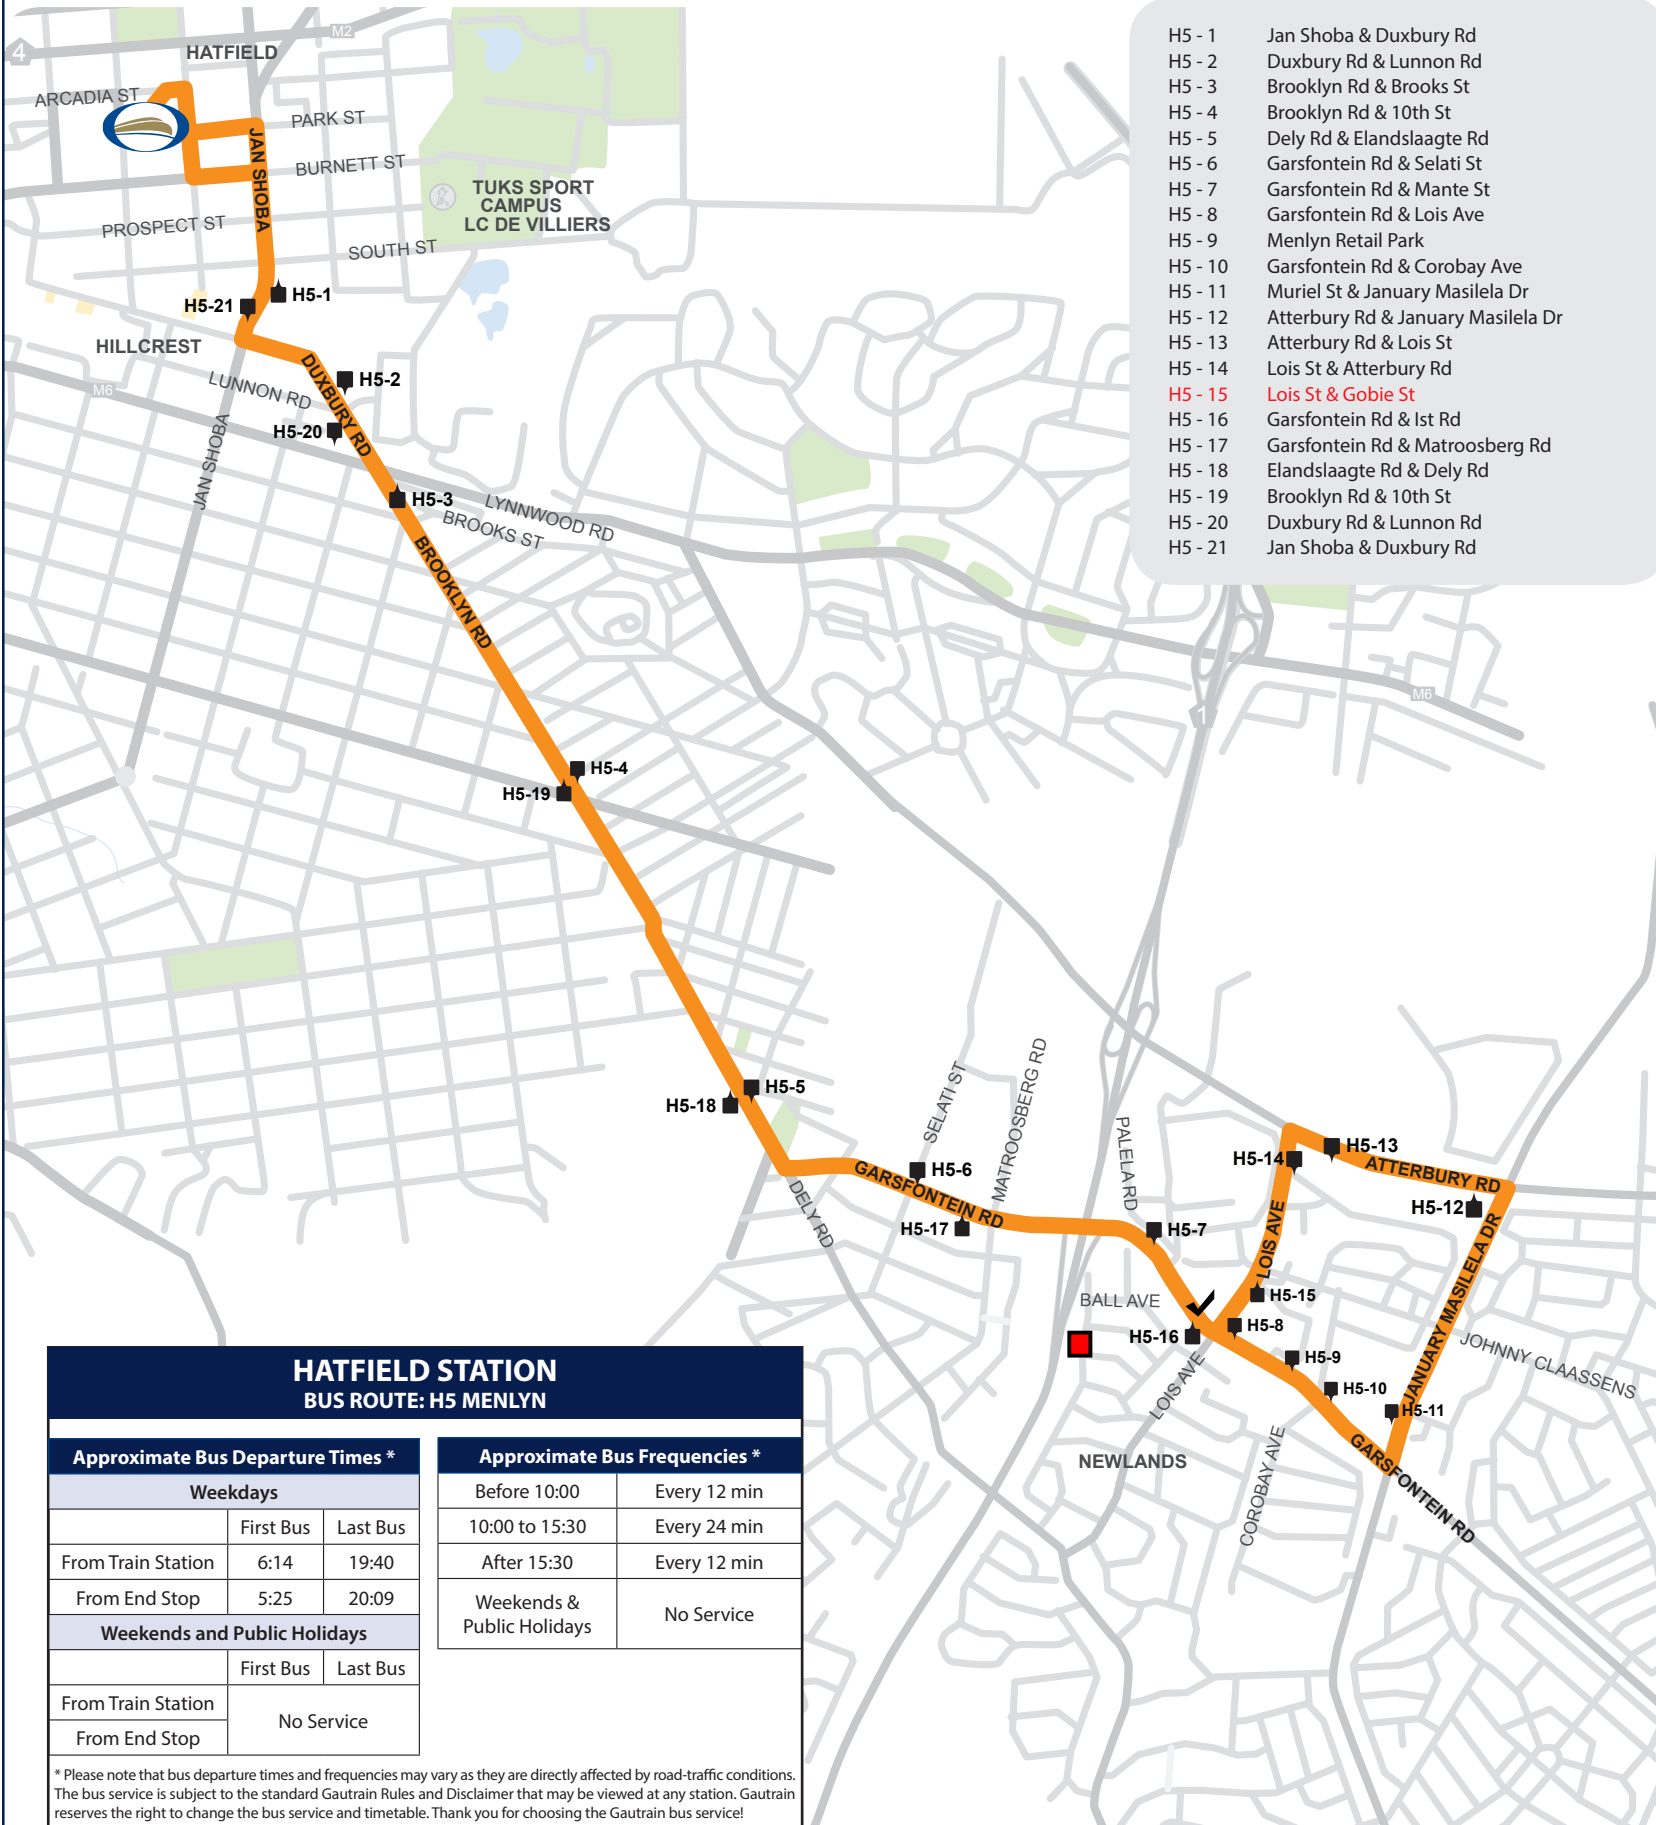 M2
4
HATFIELD
ARCADIA ST
PARK ST
JAN SHOBA
BURNETT ST
TUKS SPORT
CAMPUS
LC DE VILLIERS
PROSPECT ST
SOUTH ST
H5-1
H5-21
HILLCREST
DUXBURY RD
H5-2
LUNNON RD
M6
H5-20
JAN SHOBA
H5-3
LYNNWOOD RD
BROOKS ST
BROOKLYN RD
M6
1
H5-4
H5-19
H5-5
H5-18
SELATI ST
MATROOSBERG RD
PALELA RD
H5-6
GARSFONTEIN RD
H5-17
DELY RD
H5-7
H5-13
H5-14
ATTERBURY RD
H5-12
LOIS AVE
JANUARY MASILELA DR
H5-15
BALL AVE
H5-8
H5-16
H5-9
JOHNNY CLAASSENS
LOIS AVE
H5-10
H5-11
NEWLANDS
COROBAY AVE
GARSFONTEIN RD
H5 - 1 Jan Shoba & Duxbury Rd
H5 - 2 Duxbury Rd & Lunnon Rd
H5 - 3 Brooklyn Rd & Brooks St
H5 - 4 Brooklyn Rd & 10th St
H5 - 5 Dely Rd & Elandslaagte Rd
H5 - 6 Garsfontein Rd & Selati St
H5 - 7 Garsfontein Rd & Mante St
H5 - 8 Garsfontein Rd & Lois Ave
H5 - 9 Menlyn Retail Park
H5 - 10 Garsfontein Rd & Corobay Ave
H5 - 11 Muriel St & January Masilela Dr
H5 - 12 Atterbury Rd & January Masilela Dr
H5 - 13 Atterbury Rd & Lois St
H5 - 14 Lois St & Atterbury Rd
H5 - 15 Lois St & Gobie St
H5 - 16 Garsfontein Rd & Ist Rd
H5 - 17 Garsfontein Rd & Matroosberg Rd
H5 - 18 Elandslaagte Rd & Dely Rd
H5 - 19 Brooklyn Rd & 10th St
H5 - 20 Duxbury Rd & Lunnon Rd
H5 - 21 Jan Shoba & Duxbury Rd
HATFIELD STATION
BUS ROUTE: H5 MENLYN
Approximate Bus Departure Times *
Weekdays
First Bus Last Bus
From Train Station 6:14 19:40
From End Stop 5:25 20:09
Weekends and Public Holidays
First Bus Last Bus
From Train Station
No Service
From End Stop
Approximate Bus Frequencies *
Before 10:00 Every 12 min
10:00 to 15:30 Every 24 min
After 15:30 Every 12 min
Weekends &
Public Holidays
No Service
* Please note that bus departure times and frequencies may vary as they are directly affected by road-traffic conditions.
The bus service is subject to the standard Gautrain Rules and Disclaimer that may be viewed at any station. Gautrain
reserves the right to change the bus service and timetable. Thank you for choosing the Gautrain bus service!